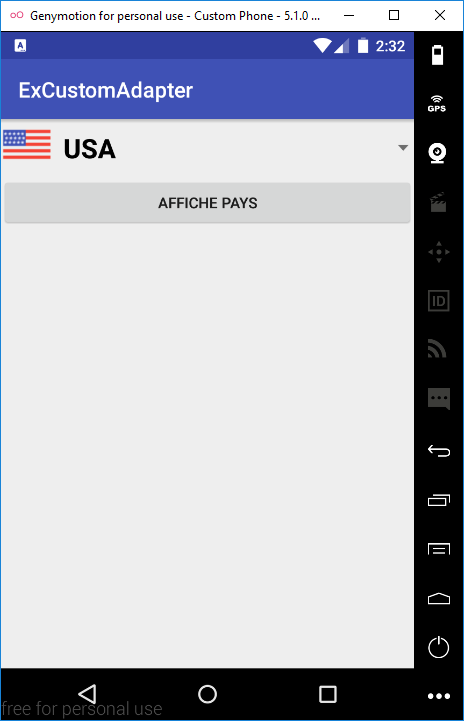 Genymotion for personal use - Custom Phone - 5.1.0 ...
A
2:32
ExCustomAdapter
GPS
USA
AFFICHE PAYS
ID
free for personal use